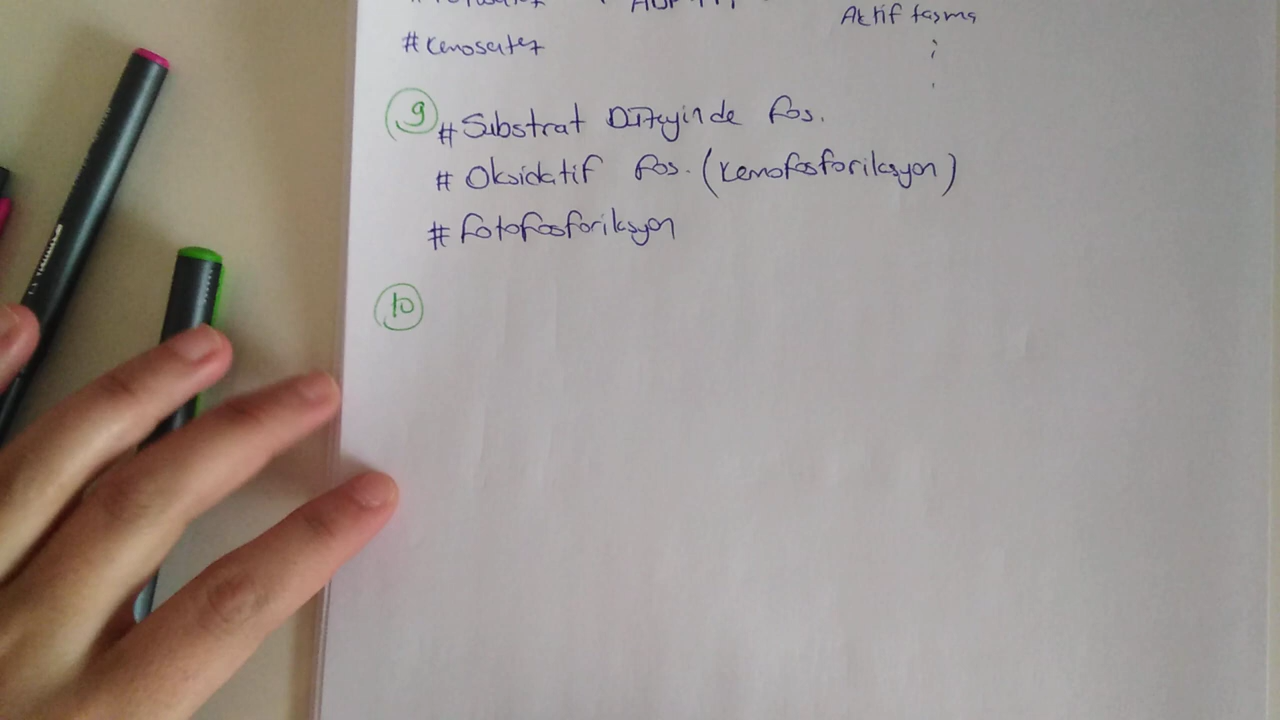 Aktif taşıma
#Kemosentez
9 #Substrat Düzeyinde fos.
# Oksidatif fos. (Kemofosforilasyon)
# fotofosforilasyon
10